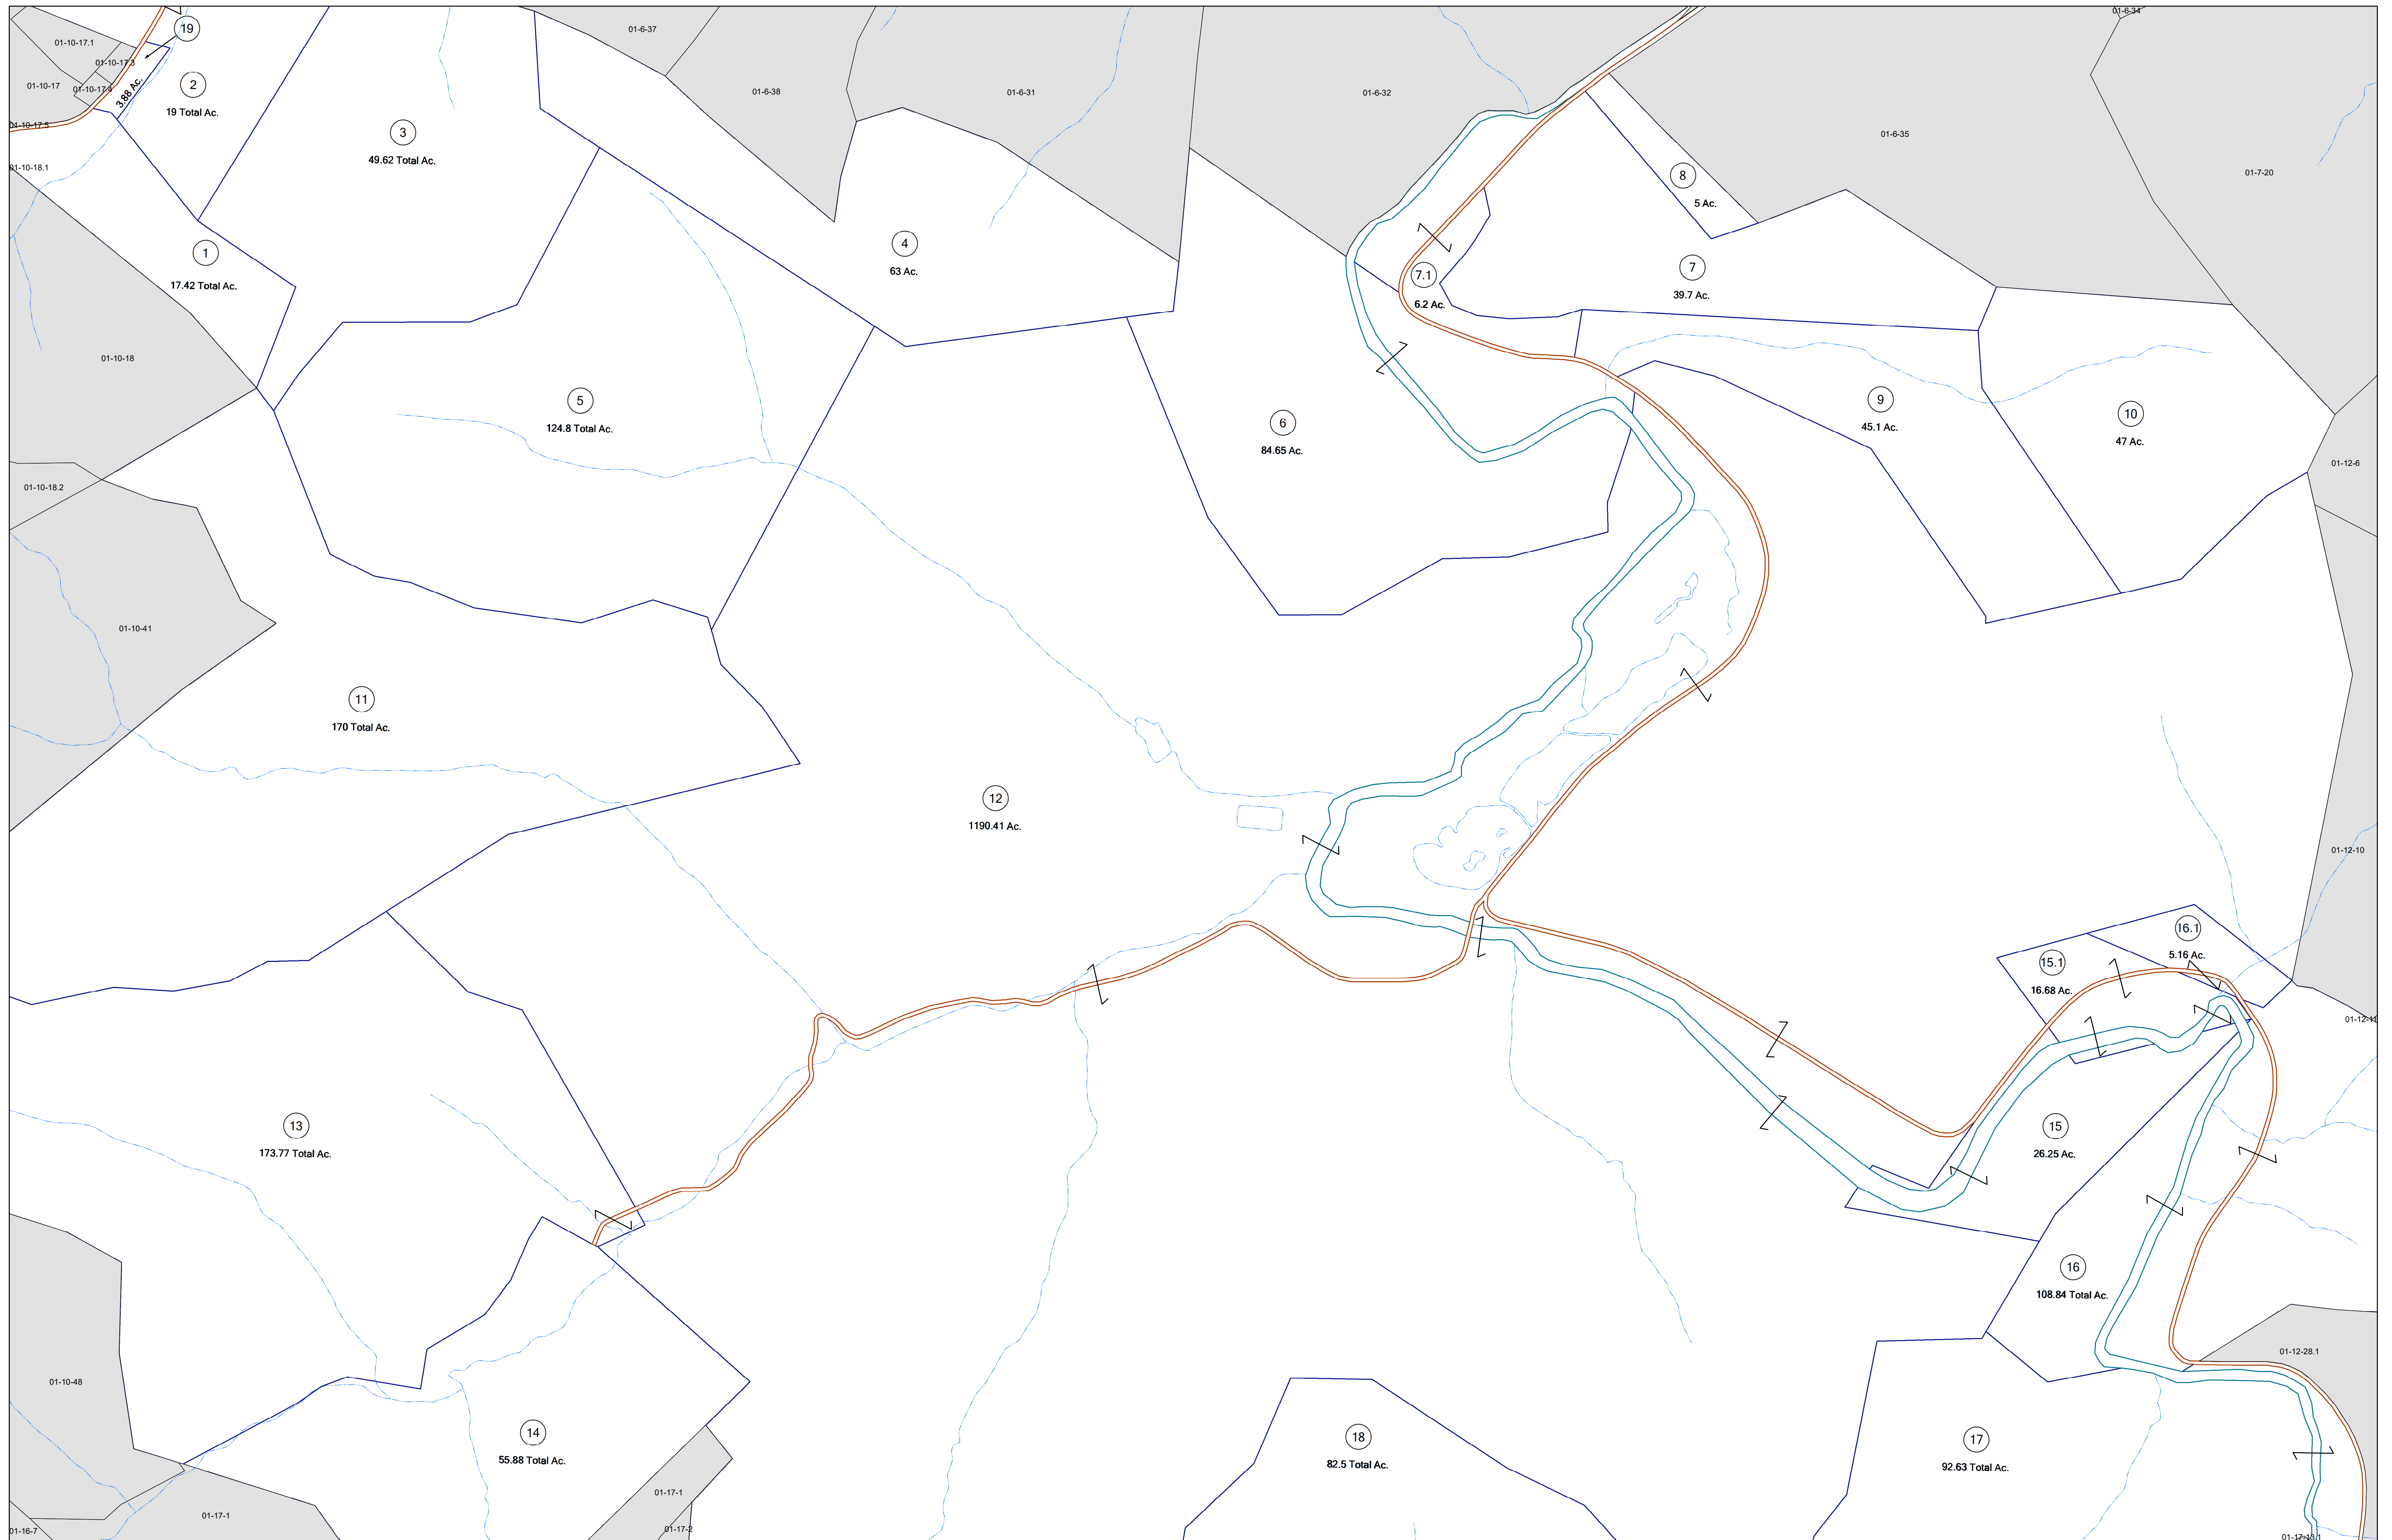 01-6-34
19
01-6-37
01-10-17.1
01-10-17.3
01-10-17
01-10-17.4
3.88 Ac.
2
19 Total Ac.
01-6-38
01-6-31
01-6-32
01-10-17.5
3
49.62 Total Ac.
01-6-35
01-10-18.1
01-7-20
8
5 Ac.
1
17.42 Total Ac.
4
63 Ac.
7.1
6.2 Ac.
7
39.7 Ac.
01-10-18
5
124.8 Total Ac.
6
84.65 Ac.
9
45.1 Ac.
10
47 Ac.
01-12-6
01-10-18.2
01-10-41
11
170 Total Ac.
12
1190.41 Ac.
01-12-10
16.1
5.16 Ac.
15.1
16.68 Ac.
01-12-11
13
173.77 Total Ac.
15
26.25 Ac.
16
108.84 Total Ac.
01-12-28.1
01-10-48
14
55.88 Total Ac.
18
82.5 Total Ac.
17
92.63 Total Ac.
01-17-1
01-17-1
01-16-7
01-17-2
01-17-13.1